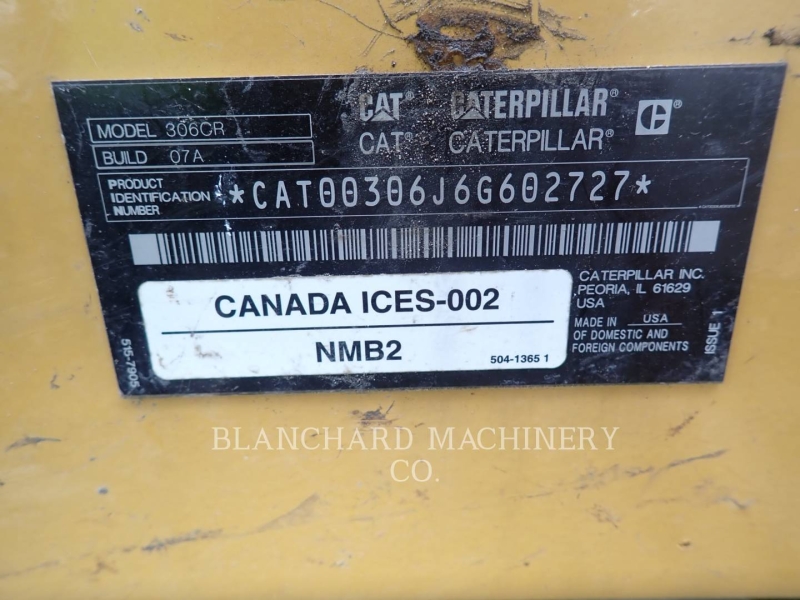 CAT® CATERPILLAR® C®
CAT® CATERPILLAR®
MODEL 306CR
BUILD 07A
PRODUCT IDENTIFICATION NUMBER *CAT00306J6G602727*
CANADA ICES-002
NMB2
504-1365 1
CATERPILLAR INC.
PEORIA, IL 61629
USA
MADE IN USA
OF DOMESTIC AND
FOREIGN COMPONENTS
ISSUE 1
515-7905
BLANCHARD MACHINERY
CO.